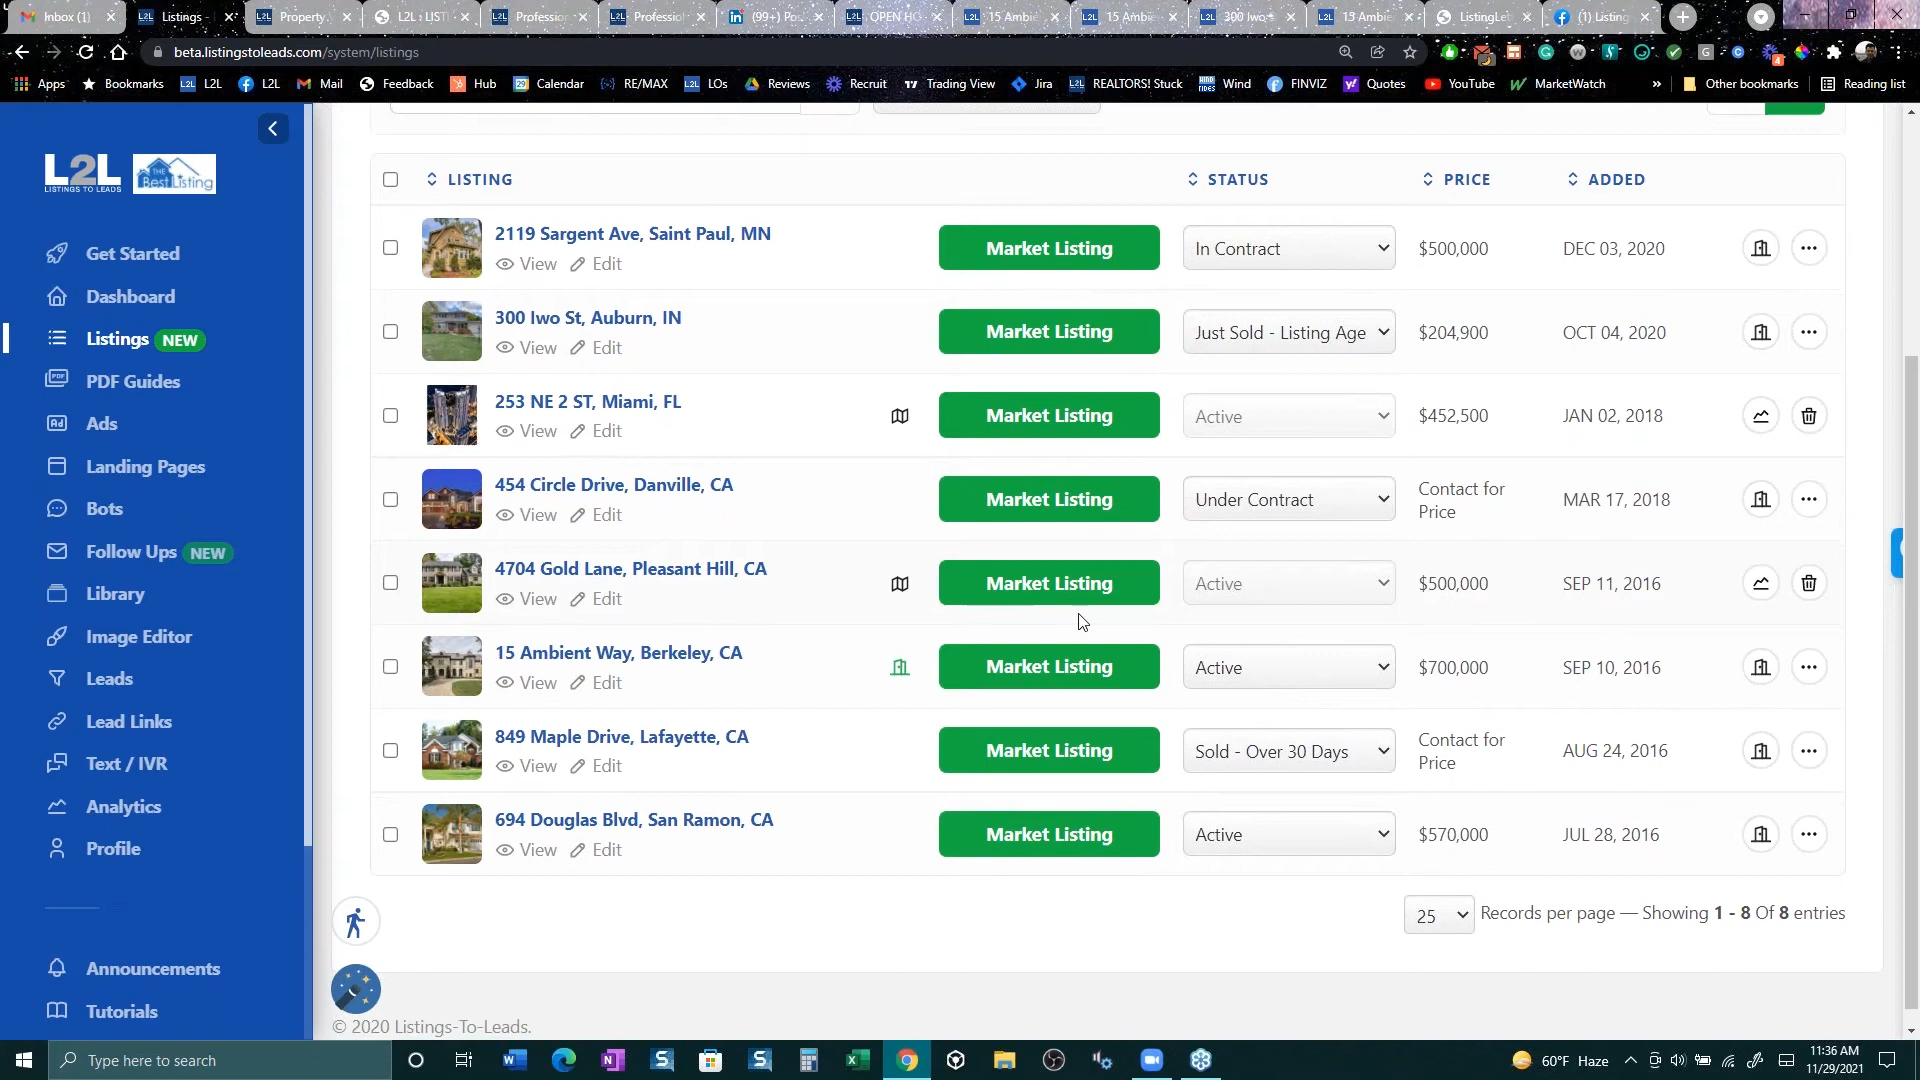 Inbox (1)
Listings -
Property
L2L : LIST
Profession
Profession
(99+) Pos
OPEN HO
15 Ambie
15 Ambie
300 Iwo s
15 Ambie
ListingLe
(1) Listing
beta.listingstoleads.com/system/listings
Apps
Bookmarks
L2L
L2L
Mail
Feedback
Hub
Calendar
RE/MAX
LOs
Reviews
Recruit
Trading View
Jira
REALTORS! Stuck
Wind
FINVIZ
Quotes
YouTube
MarketWatch
»
Other bookmarks
Reading list
L2L
LISTINGS TO LEADS
THE
Best Listing
Get Started
Dashboard
Listings NEW
PDF Guides
Ads
Landing Pages
Bots
Follow Ups NEW
Library
Image Editor
Leads
Lead Links
Text / IVR
Analytics
Profile
Announcements
Tutorials
LISTING STATUS PRICE ADDED
2119 Sargent Ave, Saint Paul, MN
View Edit
Market Listing
In Contract
$500,000
DEC 03, 2020
300 Iwo St, Auburn, IN
View Edit
Market Listing
Just Sold - Listing Age
$204,900
OCT 04, 2020
253 NE 2 ST, Miami, FL
View Edit
Market Listing
Active
$452,500
JAN 02, 2018
454 Circle Drive, Danville, CA
View Edit
Market Listing
Under Contract
Contact for
Price
MAR 17, 2018
4704 Gold Lane, Pleasant Hill, CA
View Edit
Market Listing
Active
$500,000
SEP 11, 2016
15 Ambient Way, Berkeley, CA
View Edit
Market Listing
Active
$700,000
SEP 10, 2016
849 Maple Drive, Lafayette, CA
View Edit
Market Listing
Sold - Over 30 Days
Contact for
Price
AUG 24, 2016
694 Douglas Blvd, San Ramon, CA
View Edit
Market Listing
Active
$570,000
JUL 28, 2016
25 Records per page — Showing 1 - 8 Of 8 entries
© 2020 Listings-To-Leads.
Type here to search
60°F Haze
11:36 AM
11/29/2021